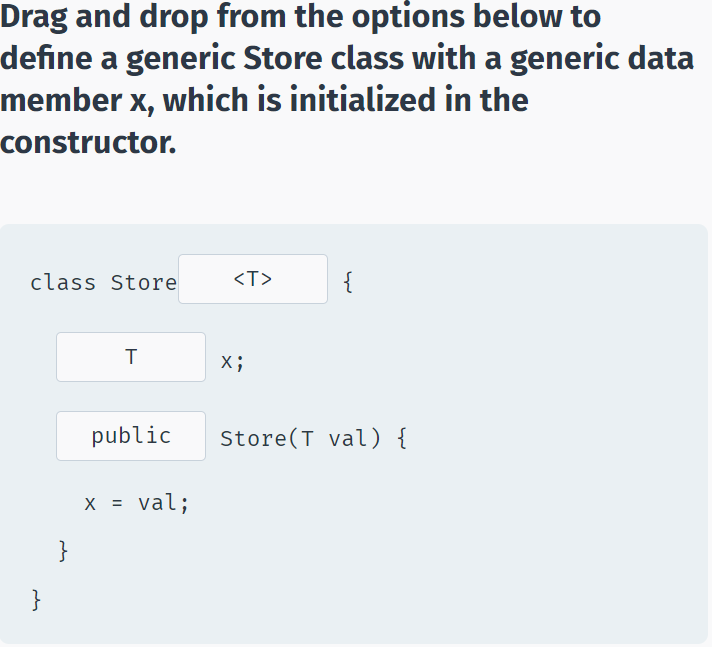 Drag and drop from the options below to
define a generic Store class with a generic data
member x, which is initialized in the
constructor.
class Store <T> {
T x;
public Store(T val) {
x = val;
}
}